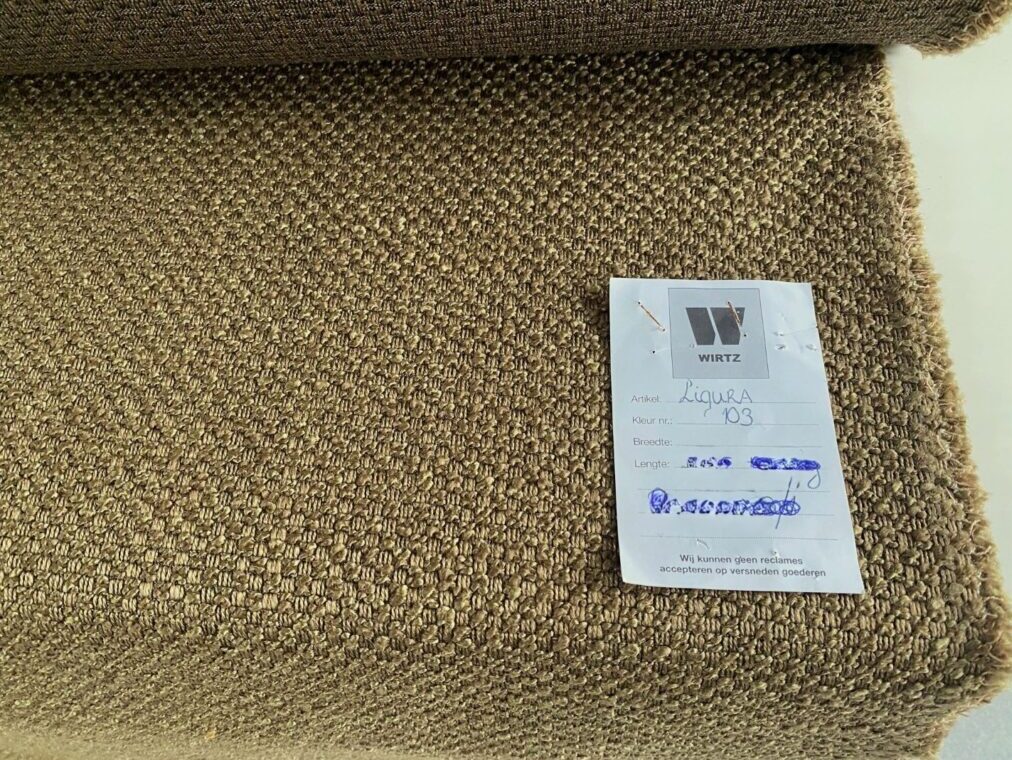 W
WIRTZ
Artikel: Ligura
Kleur nr.: 103
Breedte:
Lengte:
Wij kunnen geen reclames
accepteren op versneden goederen